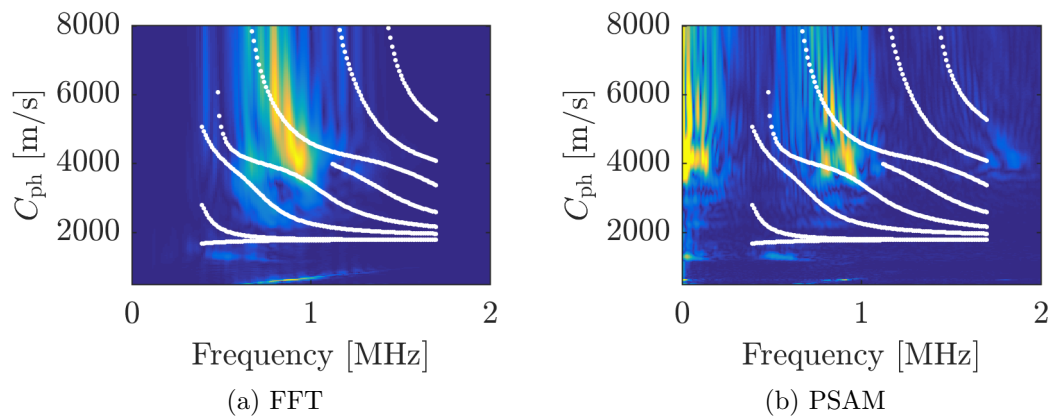 8000
6000
4000
2000
C_ph [m/s]
0 1 2
Frequency [MHz]
(a) FFT
8000
6000
4000
2000
C_ph [m/s]
0 1 2
Frequency [MHz]
(b) PSAM